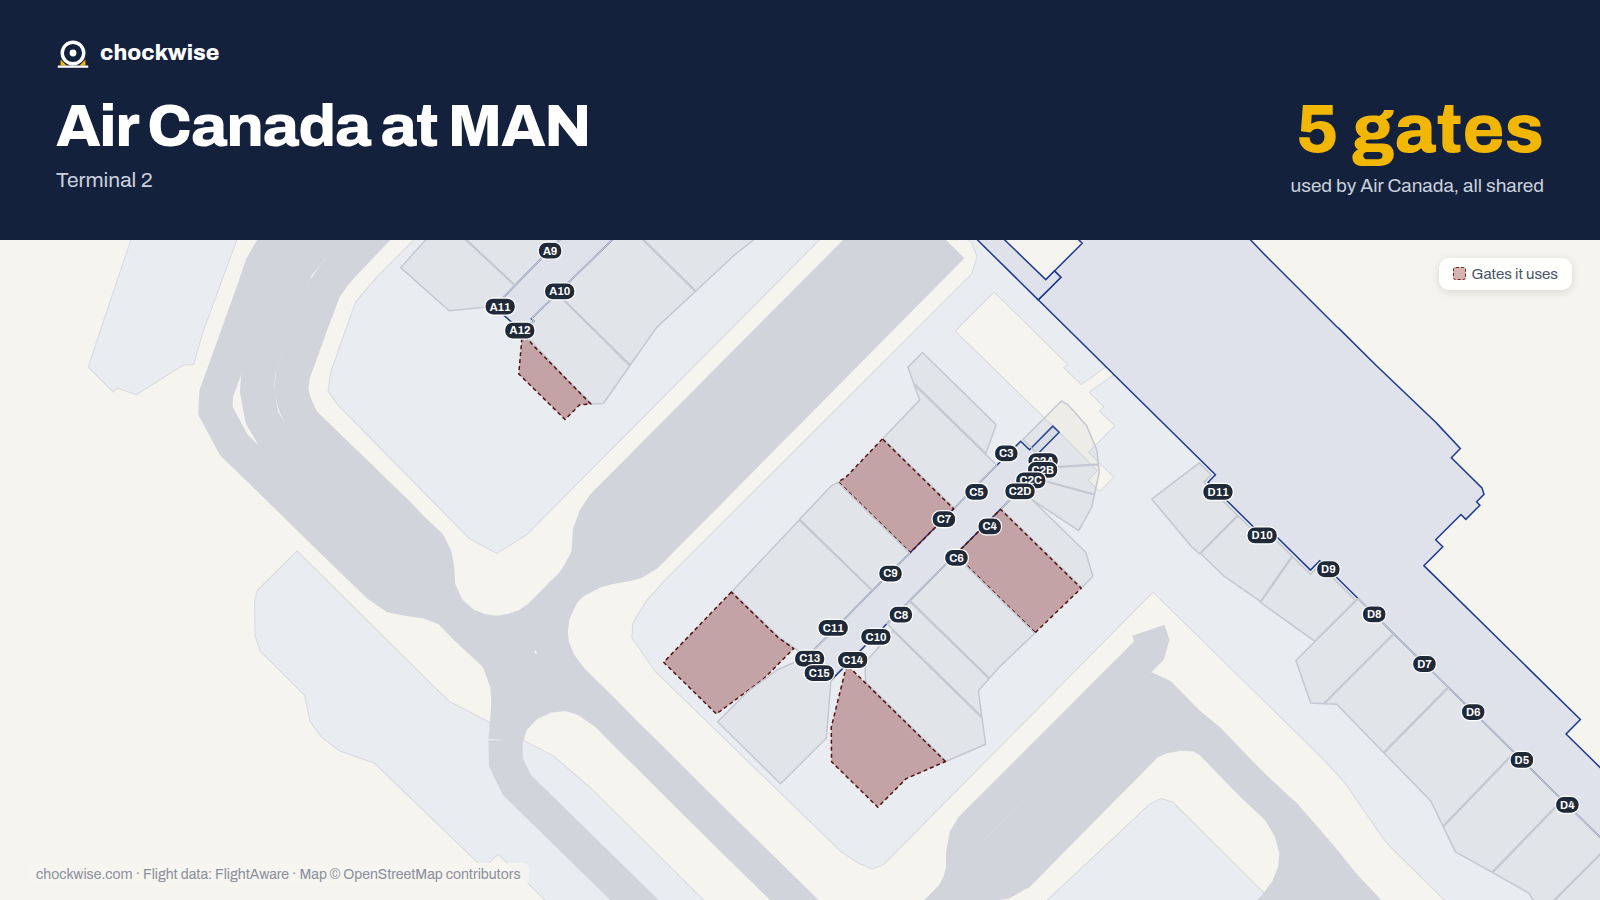 chockwise
Air Canada at MAN
Terminal 2
5 gates
used by Air Canada, all shared
Gates it uses
A9
A10
A11
A12
C3
C2A
C2B
C2C
C2D
C5
C7
C4
C6
C9
C8
C11
C10
C13
C14
C15
D11
D10
D9
D8
D7
D6
D5
D4
chockwise.com · Flight data: FlightAware · Map © OpenStreetMap contributors